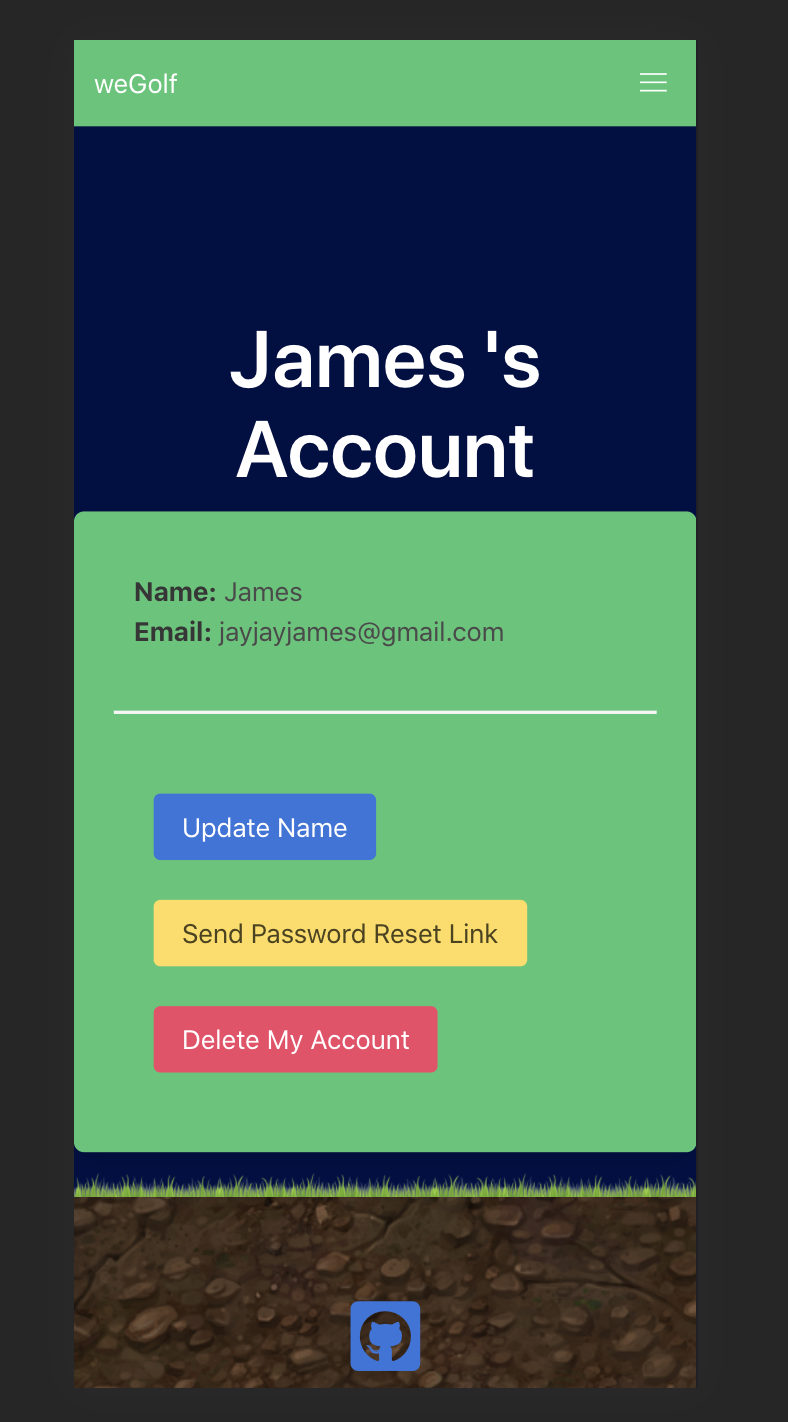 weGolf
James 's
Account
Name: James
Email: jayjayjames@gmail.com
Update Name
Send Password Reset Link
Delete My Account